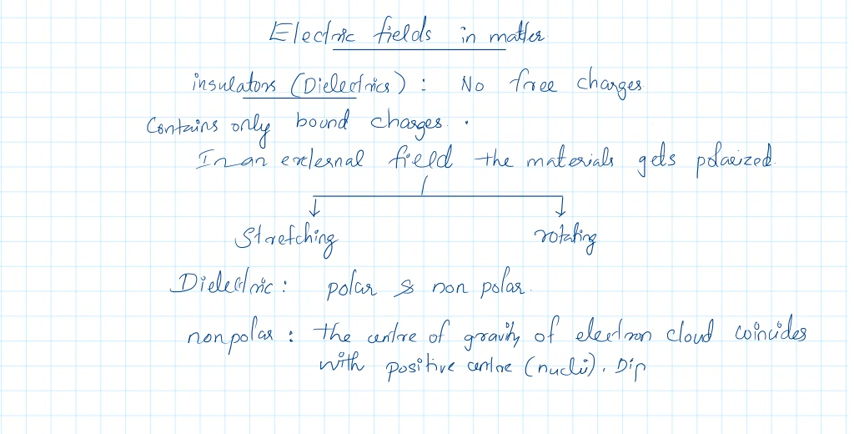 Electric fields in matter
insulators (Dielectrics) : No free charges
Contains only bound charges.
In an external field the materials gets polarized.
Stretching rotating
Dielectric: polar & non polar.
nonpolar : the centre of gravity of electron cloud coincides
with positive centre (nuclii). Dip